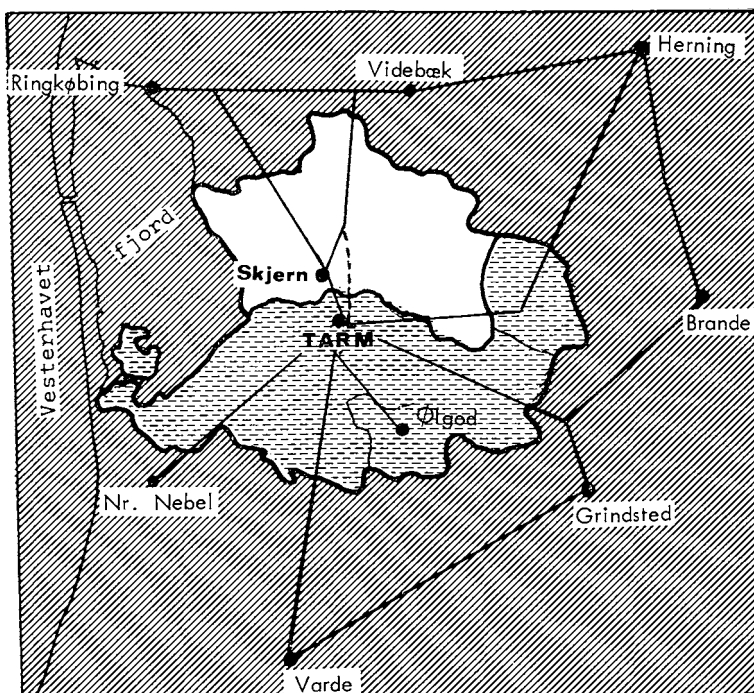 Herning
Videbæk
Ringkøbing
fjord
Skjern
Vesterhavet
TARM
Brande
Ølgod
Nr. Nebel
Grindsted
Varde